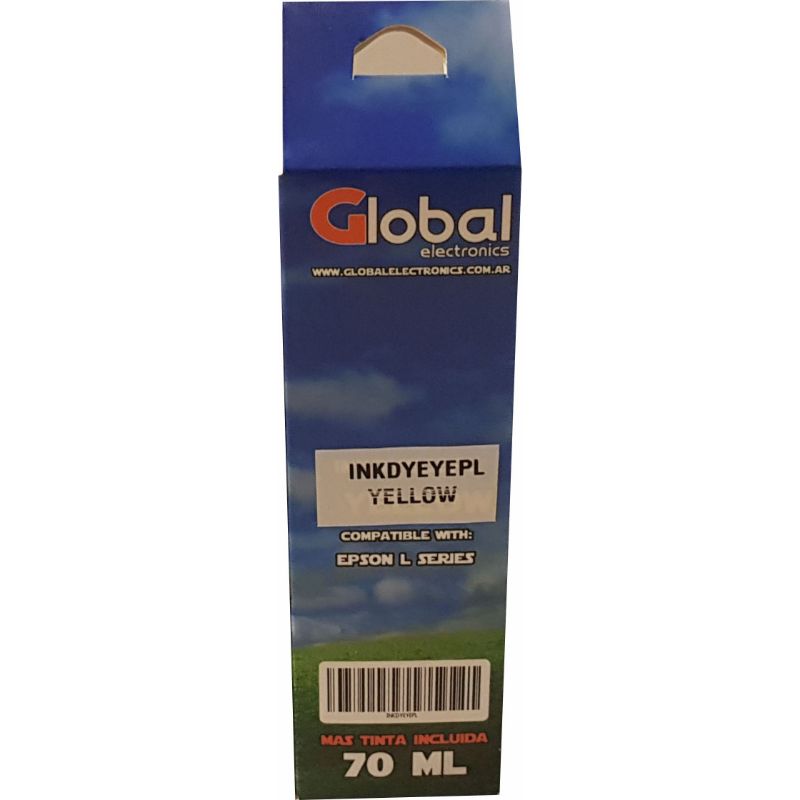 Global
electronics
WWW.GLOBALELECTRONICS.COM.AR
INKDYEYEPL
YELLOW
COMPATIBLE WITH:
EPSON L SERIES
INKDYEYEPL
MAS TINTA INCLUIDA
70 ML